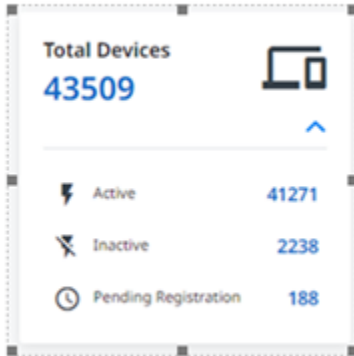 Total Devices
43509
Active 41271
Inactive 2238
Pending Registration 188